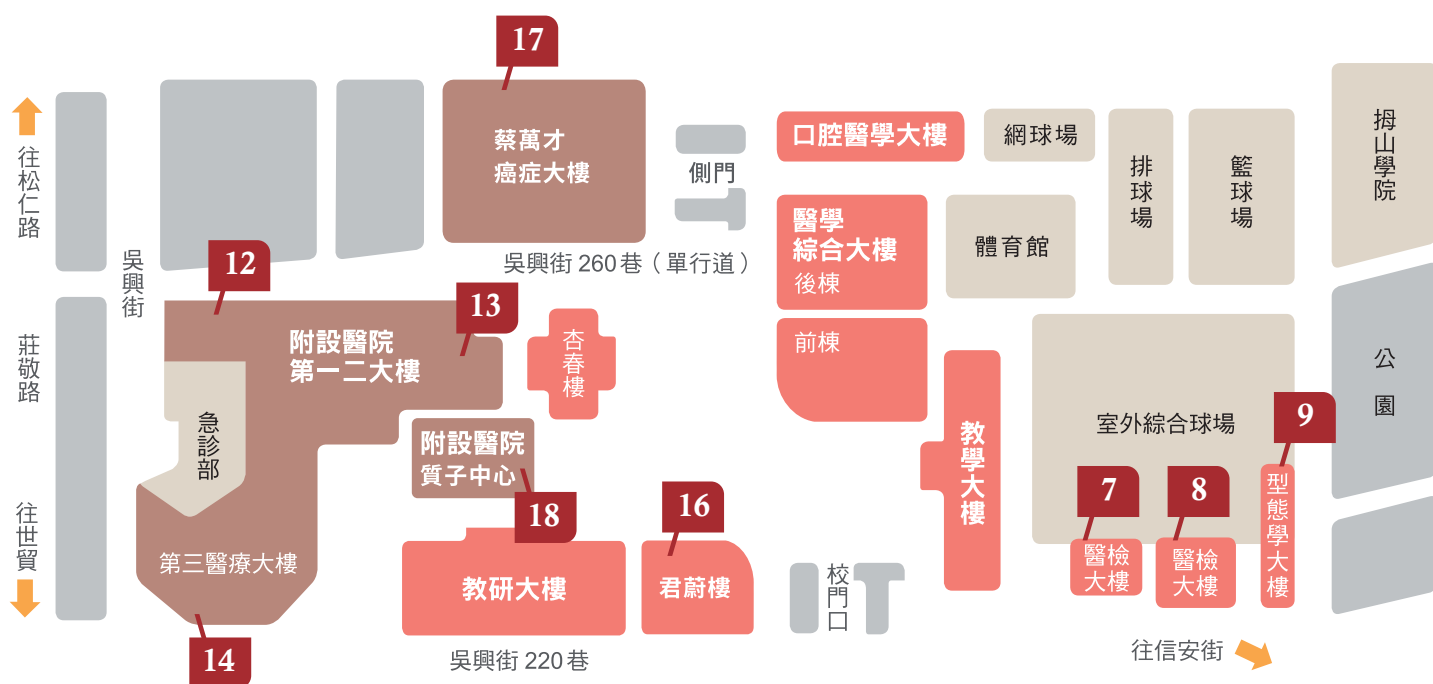 17
蔡萬才
癌症大樓
側門
口腔醫學大樓
網球場
排球場
籃球場
拇山學院
往松仁路
吳興街
12
吳興街 260 巷（單行道）
醫學
綜合大樓
後棟
體育館
13
附設醫院
第一二大樓
杏春樓
前棟
莊敬路
公園
急診部
附設醫院
質子中心
教學大樓
室外綜合球場
9
7
8
型態學大樓
18
16
往世貿
第三醫療大樓
教研大樓
君蔚樓
校門口
醫檢
大樓
醫檢
大樓
14
吳興街 220 巷
往信安街